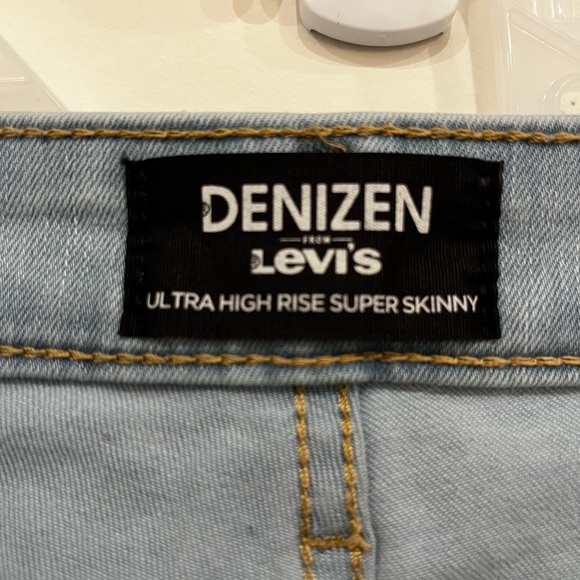 DENIZEN
FROM
Levi's
ULTRA HIGH RISE SUPER SKINNY